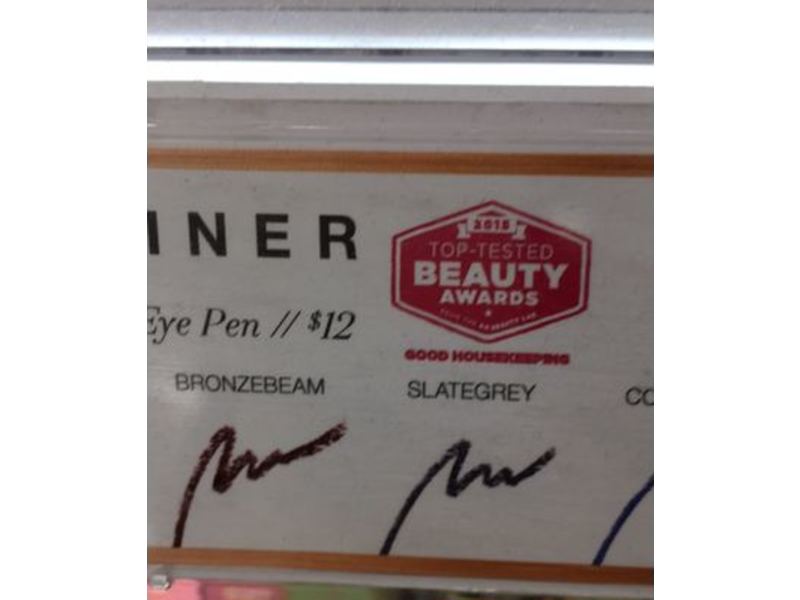 INER
2015
TOP-TESTED
BEAUTY
AWARDS
GOOD HOUSEKEEPING
Eye Pen // $12
BRONZEBEAM SLATEGREY CO